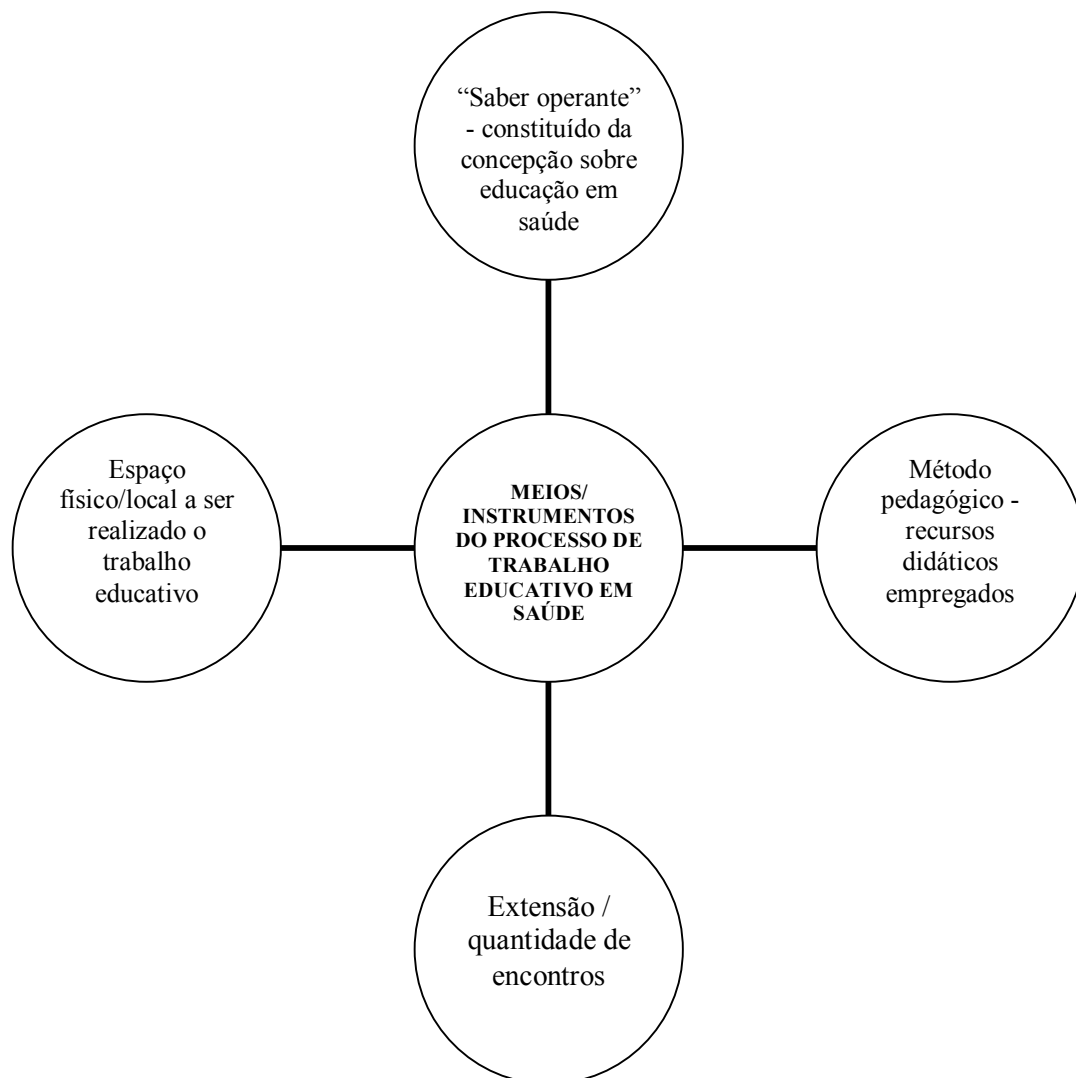 “Saber operante”
- constituído da
concepção sobre
educação em
saúde
Espaço
físico/local a ser
realizado o
trabalho
educativo
MEIOS/
INSTRUMENTOS
DO PROCESSO DE
TRABALHO
EDUCATIVO EM
SAÚDE
Método
pedagógico -
recursos
didáticos
empregados
Extensão /
quantidade de
encontros